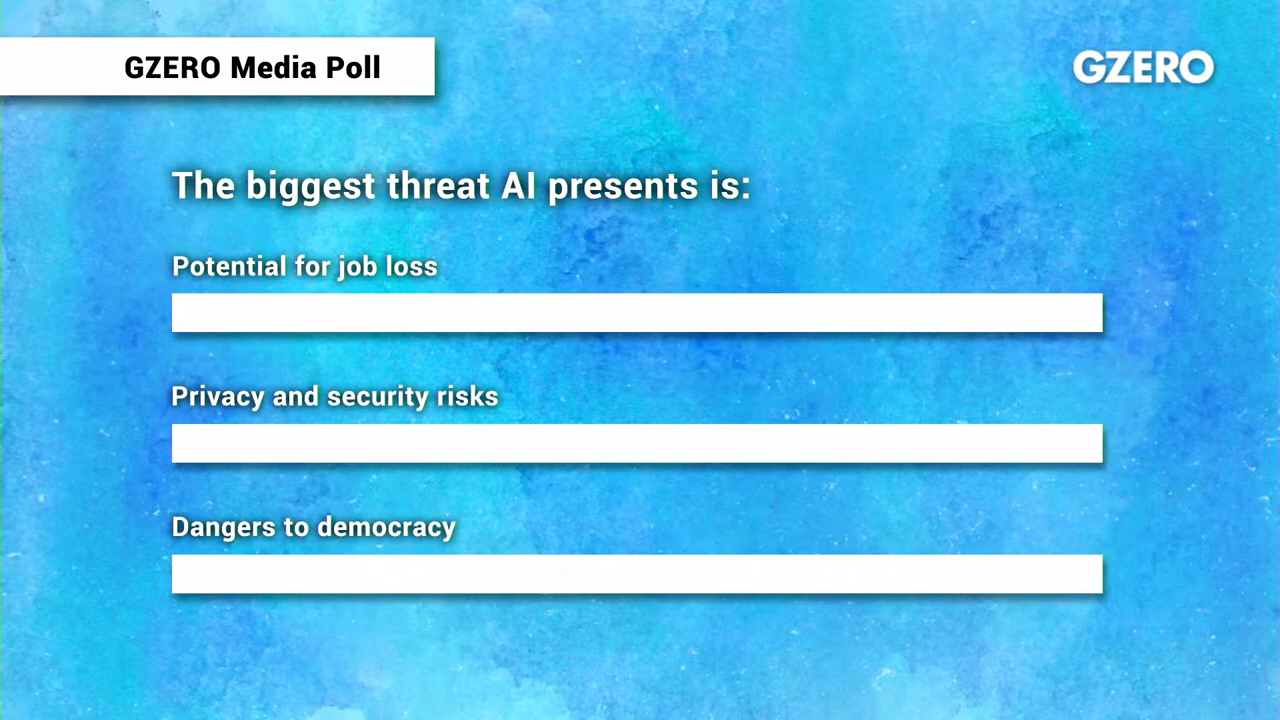 GZERO Media Poll
GZERO
The biggest threat AI presents is:
Potential for job loss
Privacy and security risks
Dangers to democracy